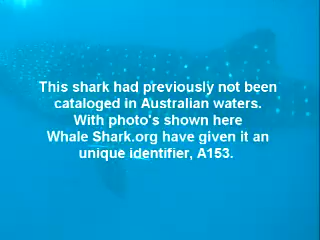 This shark had previously not been
cataloged in Australian waters.
With photo's shown here
Whale Shark.org have given it an
unique identifier, A153.